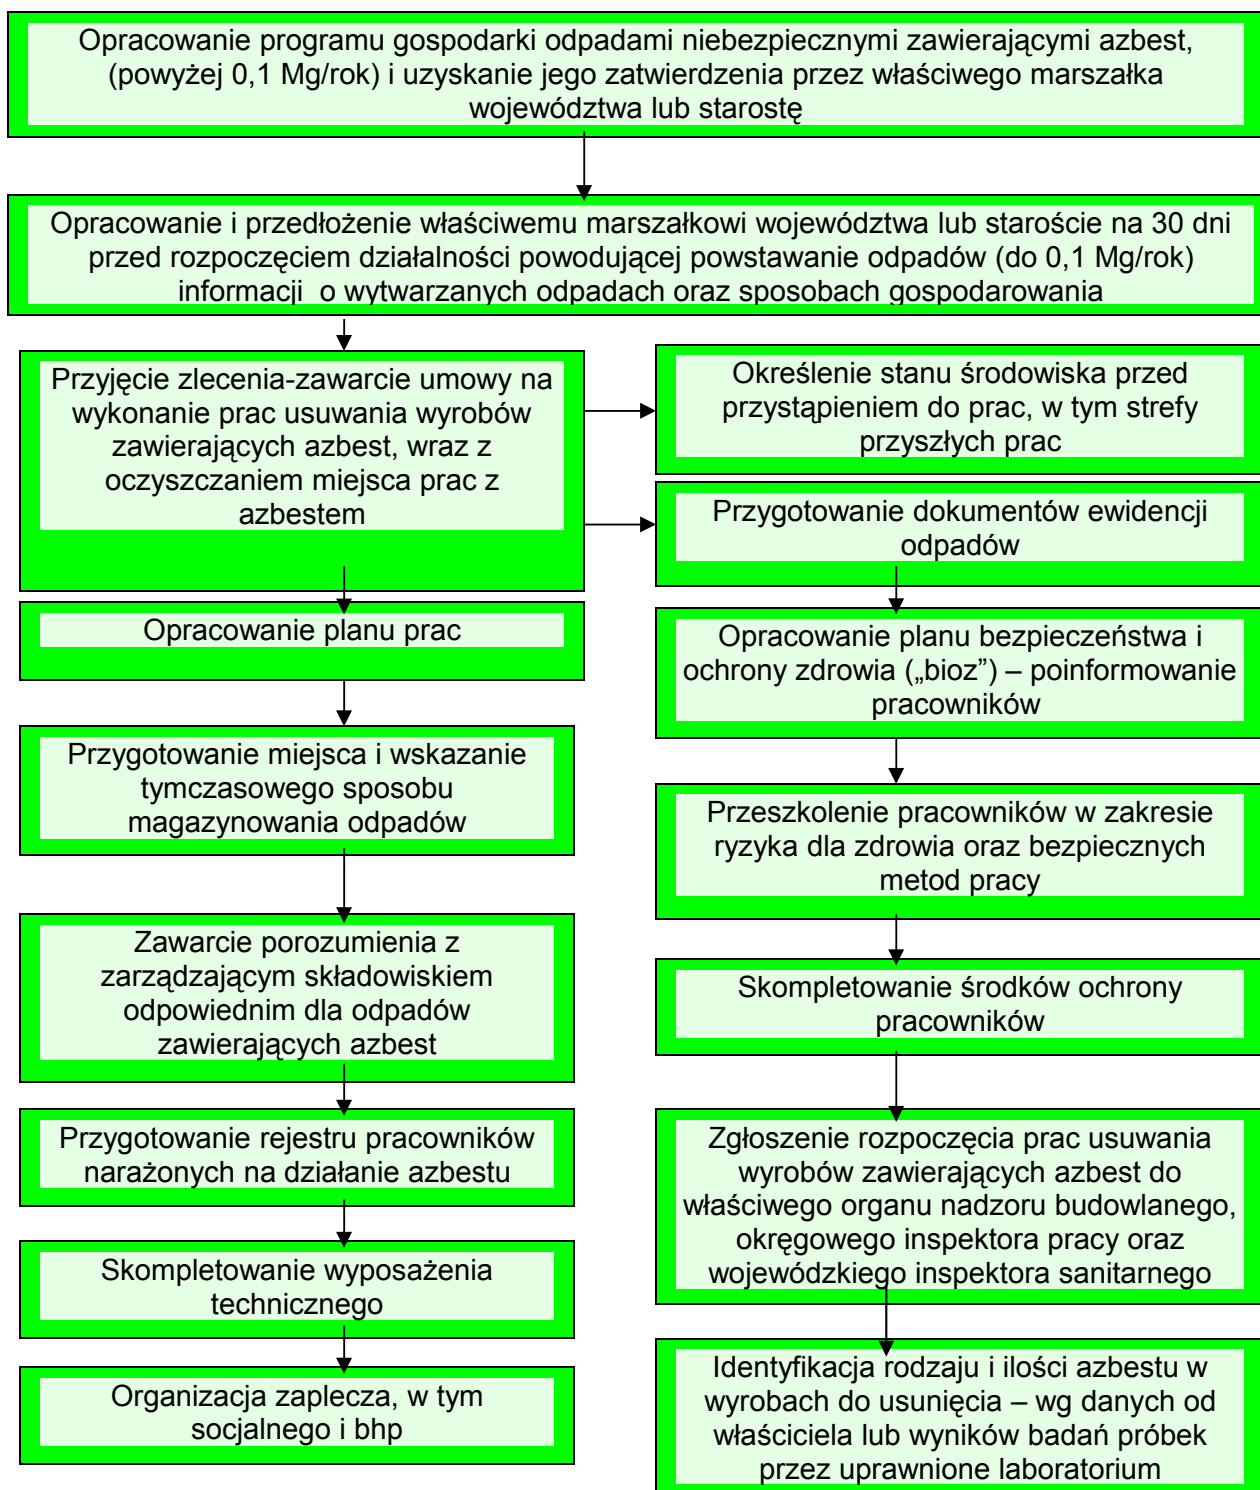 Opracowanie programu gospodarki odpadami niebezpiecznymi zawierającymi azbest,
(powyżej 0,1 Mg/rok) i uzyskanie jego zatwierdzenia przez właściwego marszałka
województwa lub starostę
Opracowanie i przedłożenie właściwemu marszałkowi województwa lub staroście na 30 dni
przed rozpoczęciem działalności powodującej powstawanie odpadów (do 0,1 Mg/rok)
informacji o wytwarzanych odpadach oraz sposobach gospodarowania
Przyjęcie zlecenia-zawarcie umowy na
wykonanie prac usuwania wyrobów
zawierających azbest, wraz z
oczyszczaniem miejsca prac z
azbestem
Opracowanie planu prac
Przygotowanie miejsca i wskazanie
tymczasowego sposobu
magazynowania odpadów
Zawarcie porozumienia z
zarządzającym składowiskiem
odpowiednim dla odpadów
zawierających azbest
Przygotowanie rejestru pracowników
narażonych na działanie azbestu
Skompletowanie wyposażenia
technicznego
Organizacja zaplecza, w tym
socjalnego i bhp
Określenie stanu środowiska przed
przystąpieniem do prac, w tym strefy
przyszłych prac
Przygotowanie dokumentów ewidencji
odpadów
Opracowanie planu bezpieczeństwa i
ochrony zdrowia („bioz”) – poinformowanie
pracowników
Przeszkolenie pracowników w zakresie
ryzyka dla zdrowia oraz bezpiecznych
metod pracy
Skompletowanie środków ochrony
pracowników
Zgłoszenie rozpoczęcia prac usuwania
wyrobów zawierających azbest do
właściwego organu nadzoru budowlanego,
okręgowego inspektora pracy oraz
wojewódzkiego inspektora sanitarnego
Identyfikacja rodzaju i ilości azbestu w
wyrobach do usunięcia – wg danych od
właściciela lub wyników badań próbek
przez uprawnione laboratorium